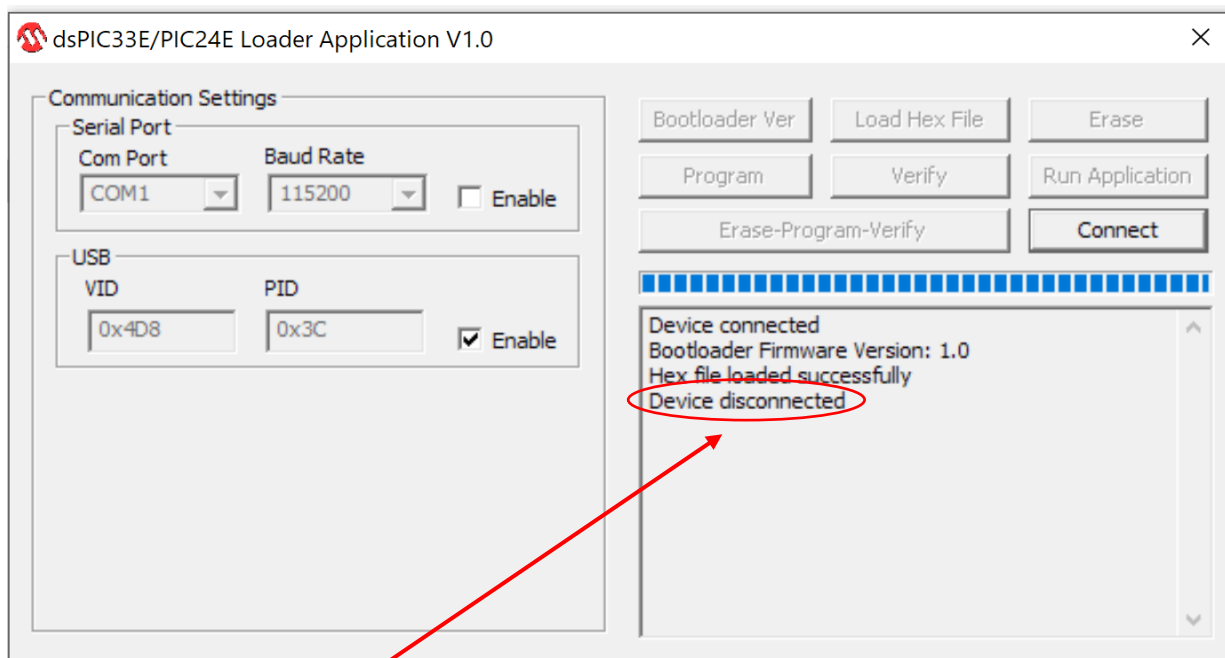 dsPIC33E/PIC24E Loader Application V1.0
Communication Settings
Serial Port
Com Port Baud Rate
COM1 115200 Enable
USB
VID PID
0x4D8 0x3C Enable
Bootloader Ver Load Hex File Erase
Program Verify Run Application
Erase-Program-Verify Connect
Device connected
Bootloader Firmware Version: 1.0
Hex file loaded successfully
Device disconnected